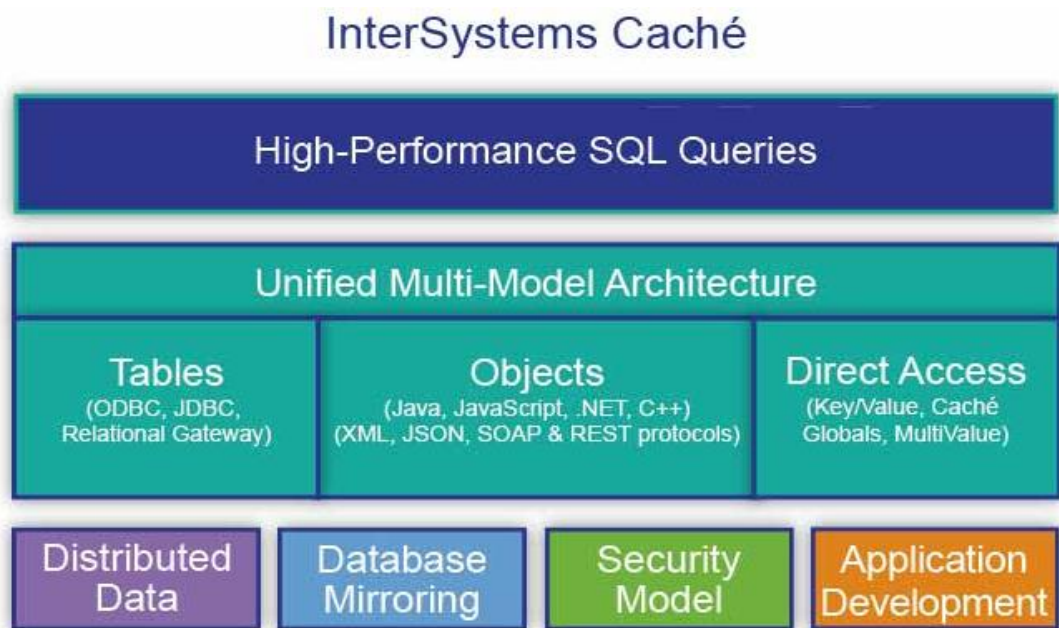 InterSystems Caché
High-Performance SQL Queries
Unified Multi-Model Architecture
Tables
(ODBC, JDBC,
Relational Gateway)
Objects
(Java, JavaScript, .NET, C++)
(XML, JSON, SOAP & REST protocols)
Direct Access
(Key/Value, Caché
Globals, MultiValue)
Distributed
Data
Database
Mirroring
Security
Model
Application
Development